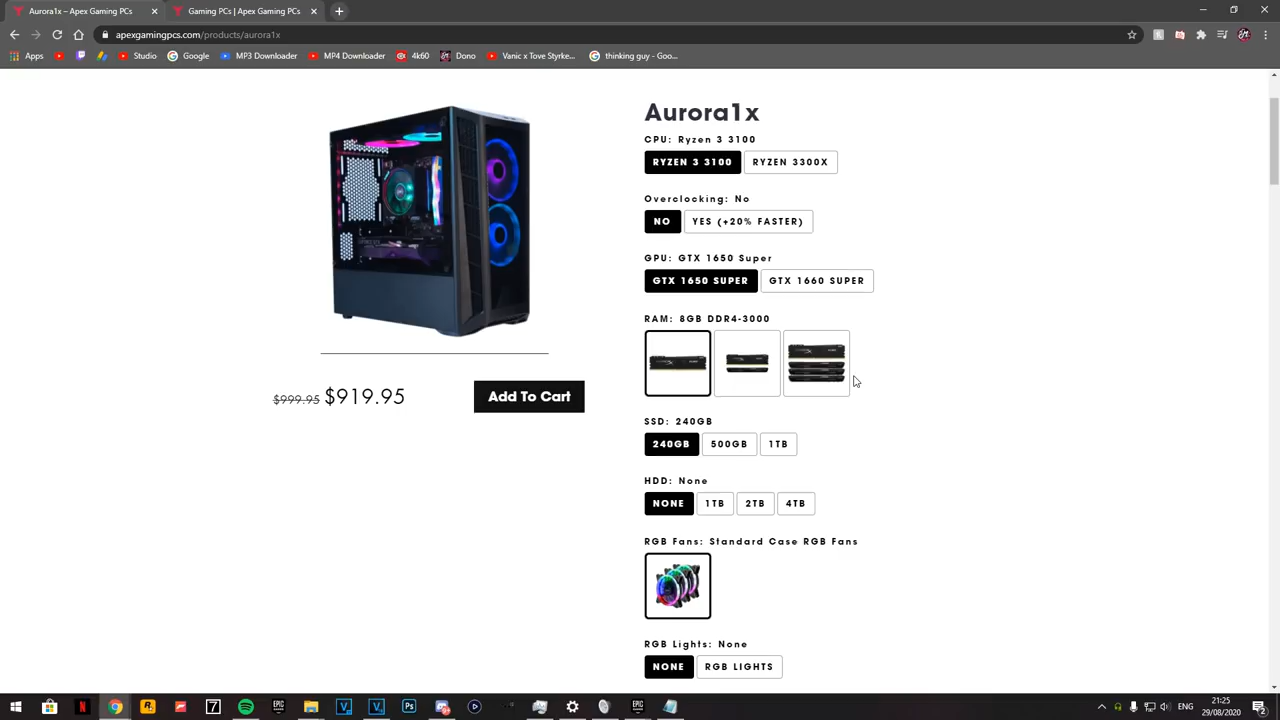 Aurora1x – Apex Gaming PCs
Gaming PCs | Apex Gaming PCs
apexgamingpcs.com/products/aurora1x
Apps
Studio
Google
MP3 Downloader
MP4 Downloader
4k60
Dono
Vanic x Tove Styrke...
thinking guy - Goo...
Aurora1x
CPU: Ryzen 3 3100
RYZEN 3 3100
RYZEN 3300X
Overclocking: No
NO
YES (+20% FASTER)
GPU: GTX 1650 Super
GTX 1650 SUPER
GTX 1660 SUPER
RAM: 8GB DDR4-3000
$999.95 $919.95
Add To Cart
SSD: 240GB
240GB
500GB
1TB
HDD: None
NONE
1TB
2TB
4TB
RGB Fans: Standard Case RGB Fans
RGB Lights: None
NONE
RGB LIGHTS
EPIC
EPIC
ENG
21:25
29/08/2020